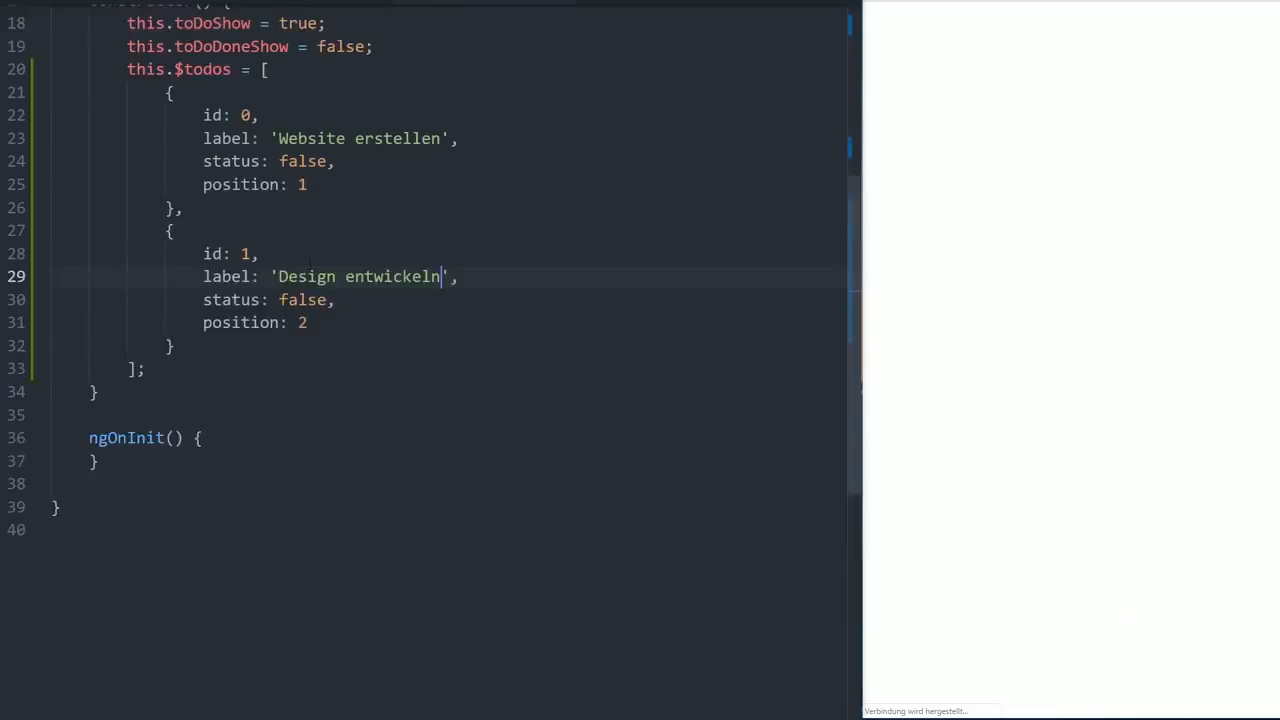 18 this.toDoShow = true;
19 this.toDoDoneShow = false;
20 this.$todos = [
21 {
22 id: 0,
23 label: 'Website erstellen',
24 status: false,
25 position: 1
26 },
27 {
28 id: 1,
29 label: 'Design entwickeln',
30 status: false,
31 position: 2
32 }
33 ];
34 }
35
36 ngOnInit() {
37 }
38
39 }
40
Verbindung wird hergestellt...